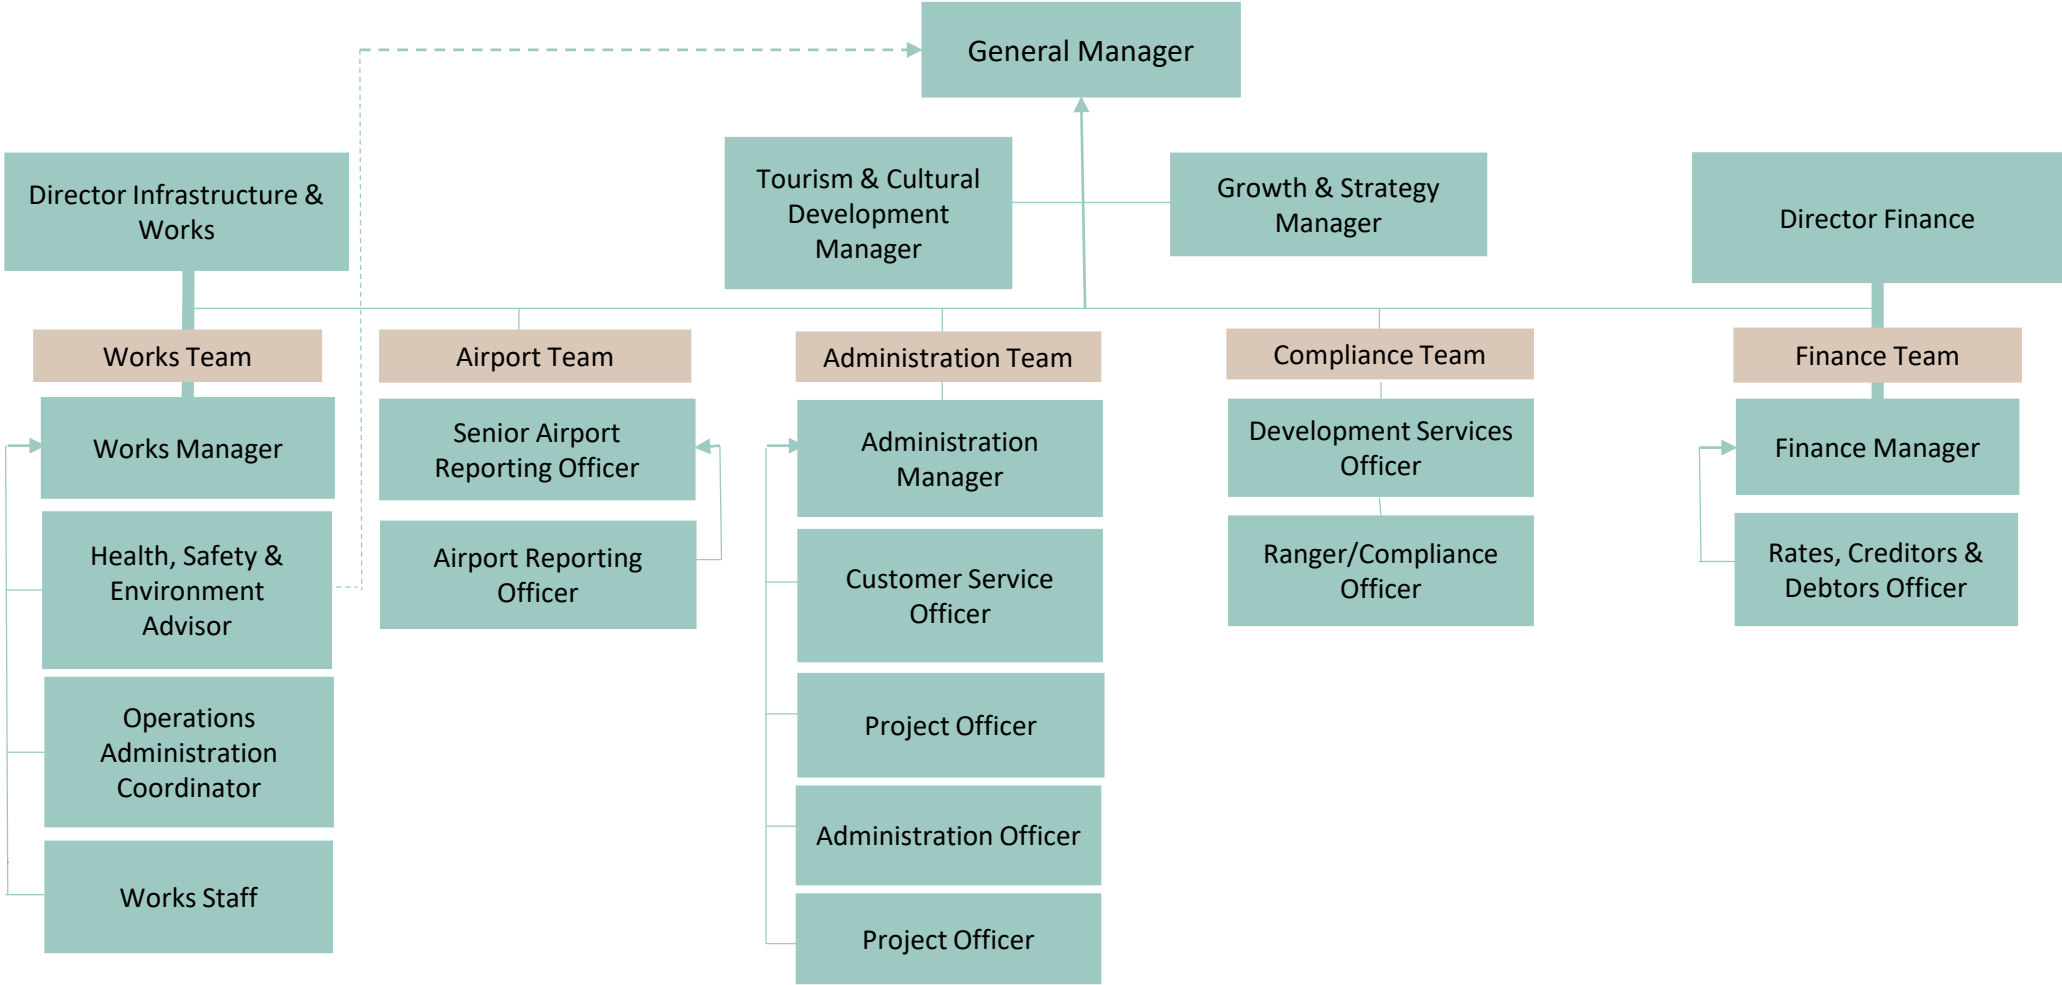 General Manager
Director Infrastructure &
Works
Tourism & Cultural
Development
Manager
Growth & Strategy
Manager
Director Finance
Works Team
Airport Team
Administration Team
Compliance Team
Finance Team
Works Manager
Health, Safety &
Environment
Advisor
Operations
Administration
Coordinator
Works Staff
Senior Airport
Reporting Officer
Airport Reporting
Officer
Administration
Manager
Customer Service
Officer
Project Officer
Administration Officer
Project Officer
Development Services
Officer
Ranger/Compliance
Officer
Finance Manager
Rates, Creditors &
Debtors Officer